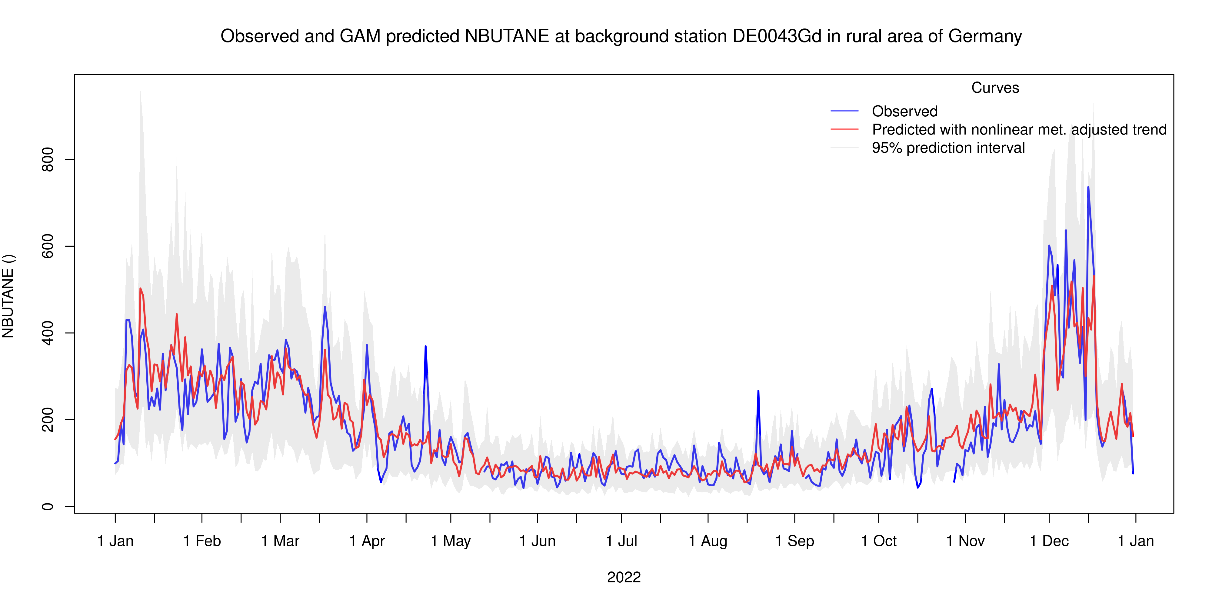 Observed and GAM predicted NBUTANE at background station DE0043Gd in rural area of Germany
Curves
Observed
Predicted with nonlinear met. adjusted trend
95% prediction interval
NBUTANE ()
800
600
400
200
0
1 Jan 1 Feb 1 Mar 1 Apr 1 May 1 Jun 1 Jul 1 Aug 1 Sep 1 Oct 1 Nov 1 Dec 1 Jan
2022